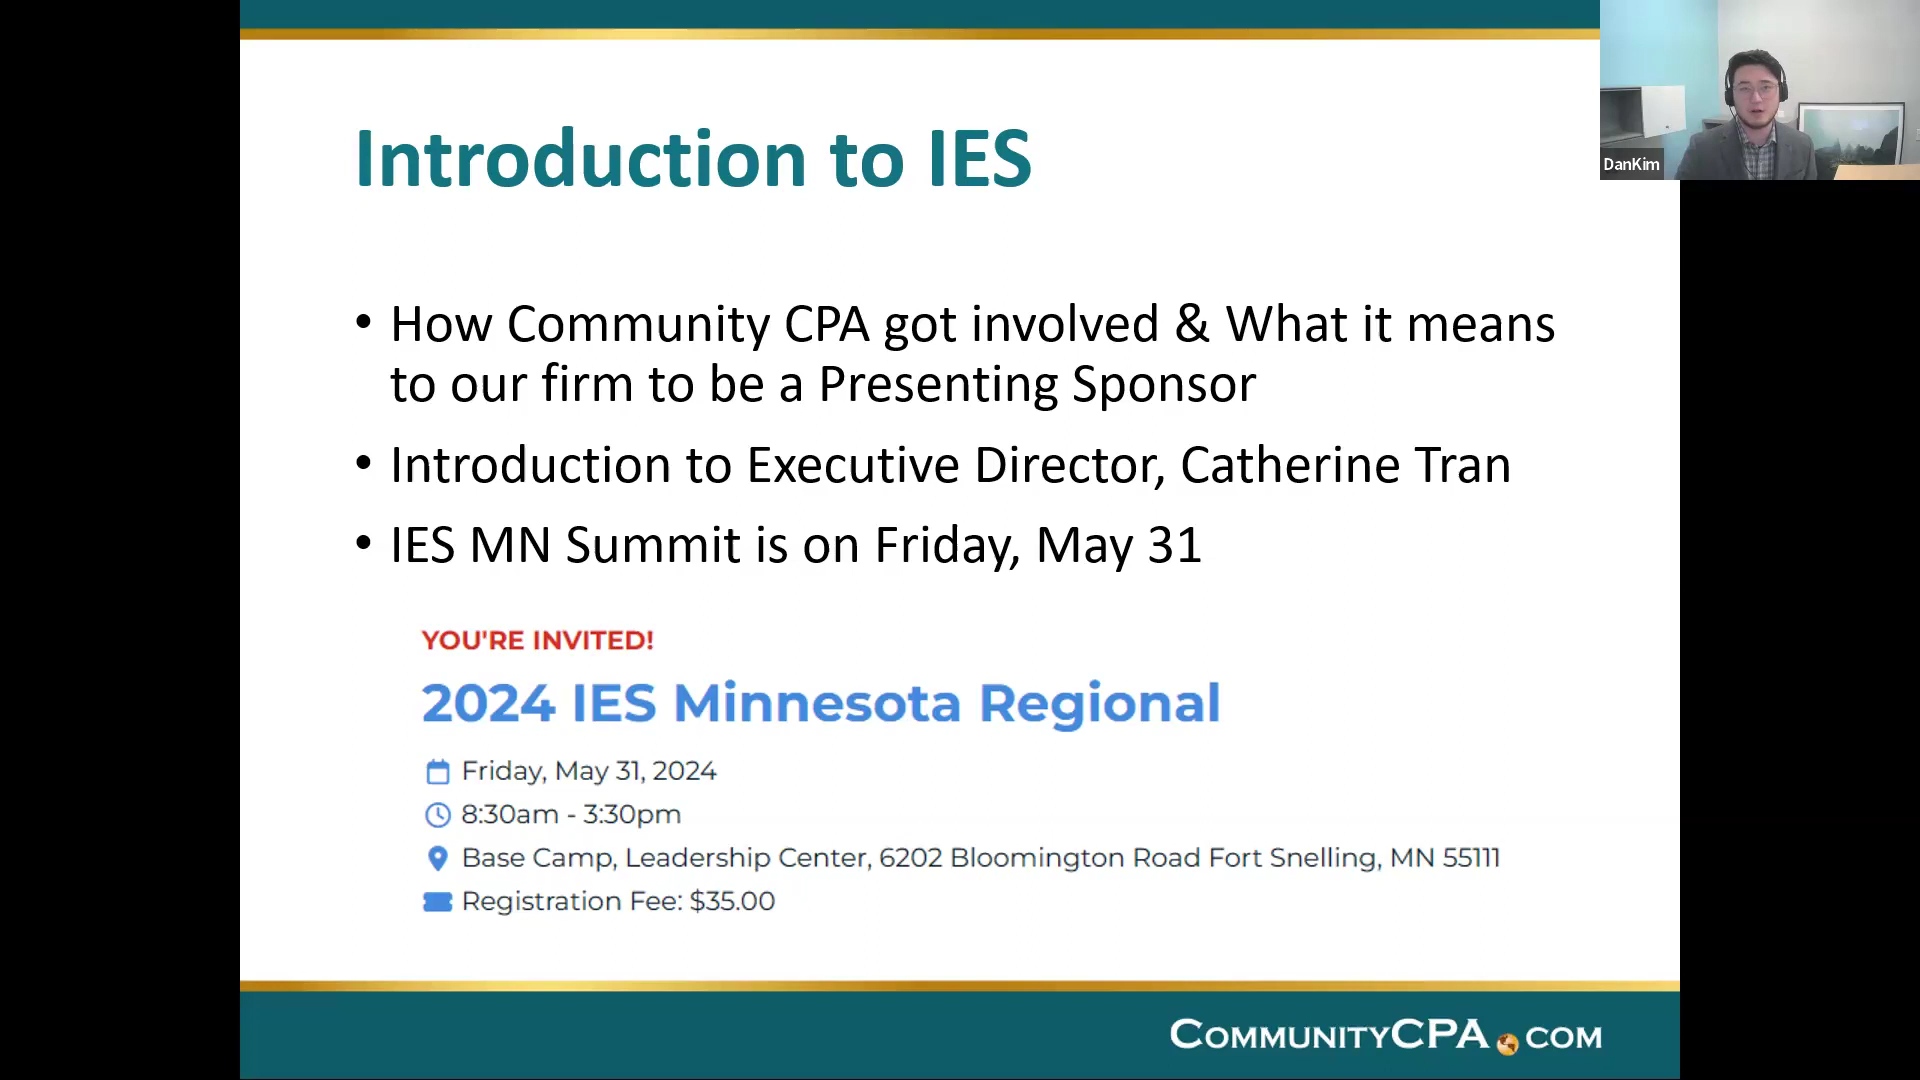 Introduction to IES
• How Community CPA got involved & What it means
to our firm to be a Presenting Sponsor
• Introduction to Executive Director, Catherine Tran
• IES MN Summit is on Friday, May 31
YOU'RE INVITED!
2024 IES Minnesota Regional
Friday, May 31, 2024
8:30am - 3:30pm
Base Camp, Leadership Center, 6202 Bloomington Road Fort Snelling, MN 55111
Registration Fee: $35.00
COMMUNITYCPA.COM
DanKim